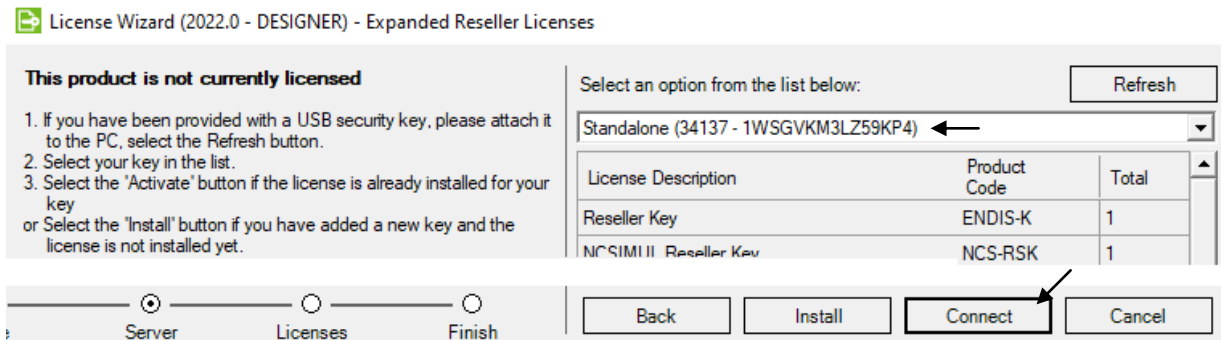 License Wizard (2022.0 - DESIGNER) - Expanded Reseller Licenses
This product is not currently licensed
1. If you have been provided with a USB security key, please attach it
to the PC, select the Refresh button.
2. Select your key in the list.
3. Select the 'Activate' button if the license is already installed for your
key
or Select the 'Install' button if you have added a new key and the
license is not installed yet.
Select an option from the list below:
Refresh
Standalone (34137 - 1WSGVKM3LZ59KP4)
License Description Product Code Total
Reseller Key ENDIS-K 1
NCSIMUL Reseller Key NCS-RSK 1
Server Licenses Finish
Back Install Connect Cancel